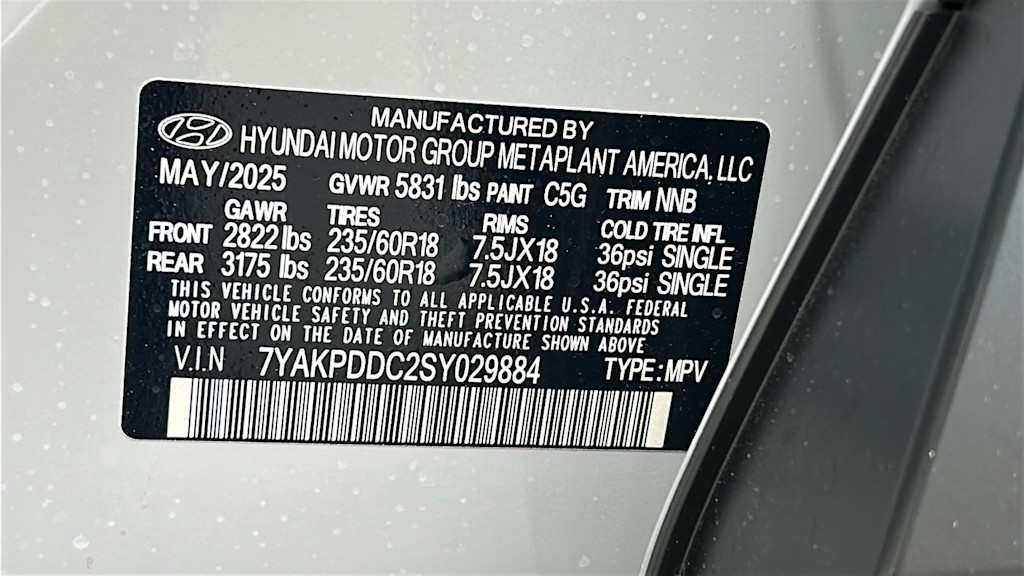 MANUFACTURED BY
HYUNDAI MOTOR GROUP METAPLANT AMERICA, LLC
MAY/2025 GVWR 5831 lbs PAINT C5G TRIM NNB
GAWR TIRES RIMS COLD TIRE INFL
FRONT 2822 lbs 235/60R18 7.5JX18 36psi SINGLE
REAR 3175 lbs 235/60R18 7.5JX18 36psi SINGLE
THIS VEHICLE CONFORMS TO ALL APPLICABLE U.S.A. FEDERAL
MOTOR VEHICLE SAFETY AND THEFT PREVENTION STANDARDS
IN EFFECT ON THE DATE OF MANUFACTURE SHOWN ABOVE
V.I.N 7YAKPDDC2SY029884 TYPE:MPV